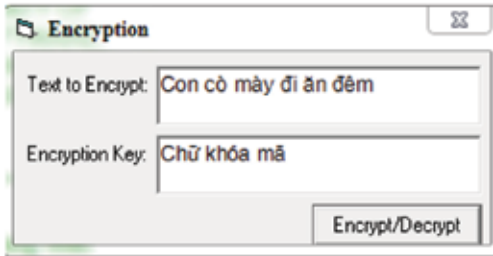 Encryption
Text to Encrypt: Con cò mày đi ăn đêm
Encryption Key: Chữ khóa mã
Encrypt/Decrypt